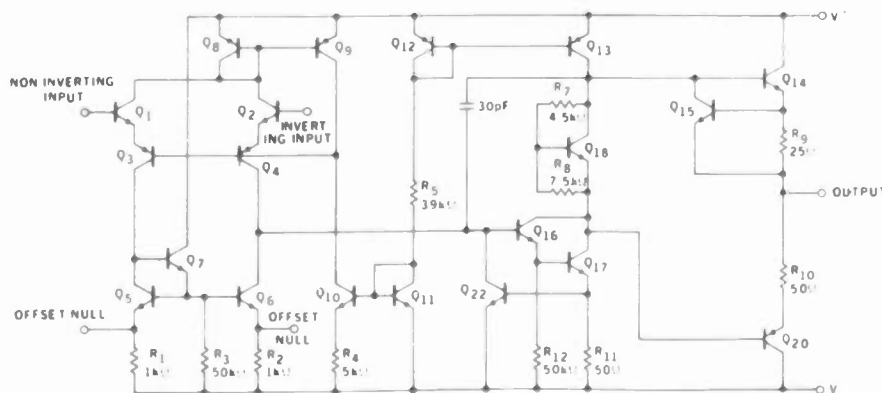 V
Q8
Q9
Q12
Q13
NON INVERTING
INPUT
Q14
R7
4.5kΩ
Q15
Q1
Q2
30pF
INVERT
ING INPUT
R9
25Ω
Q18
Q3
Q4
R8
7.5kΩ
R5
39kΩ
OUTPUT
Q16
Q7
Q17
R10
50Ω
Q5
Q6
Q10
Q11
Q22
OFFSET NULL
OFFSET
NULL
Q20
R1
1kΩ
R3
50kΩ
R2
1kΩ
R4
5kΩ
R12
50kΩ
R11
50Ω
V